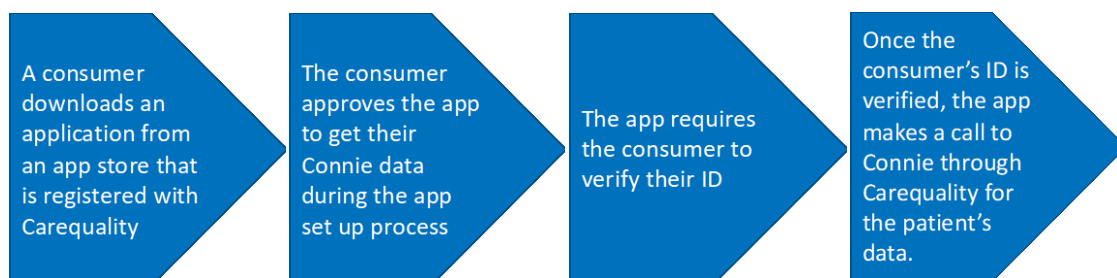 A consumer
downloads an
application from
an app store that
is registered with
Carequality
The consumer
approves the app
to get their
Connie data
during the app
set up process
The app requires
the consumer to
verify their ID
Once the
consumer’s ID is
verified, the app
makes a call to
Connie through
Carequality for
the patient’s
data.